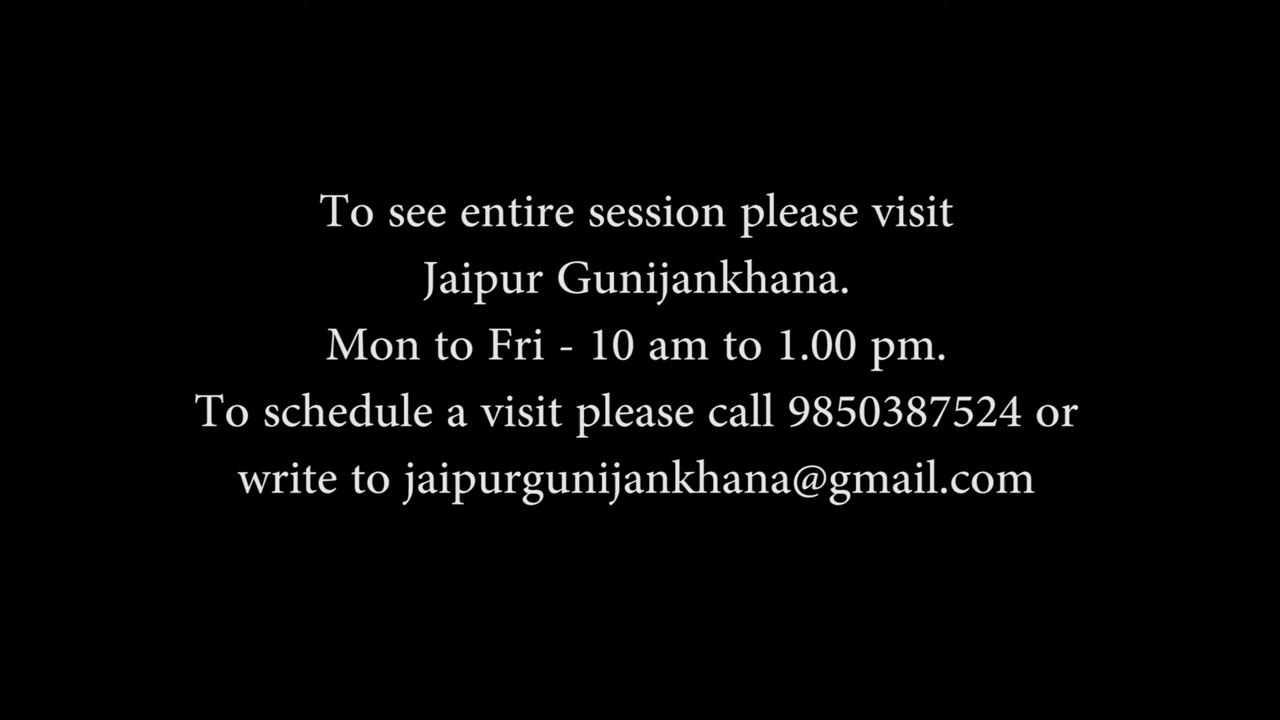 To see entire session please visit
Jaipur Gunijankhana.
Mon to Fri - 10 am to 1.00 pm.
To schedule a visit please call 9850387524 or
write to jaipurgunijankhana@gmail.com